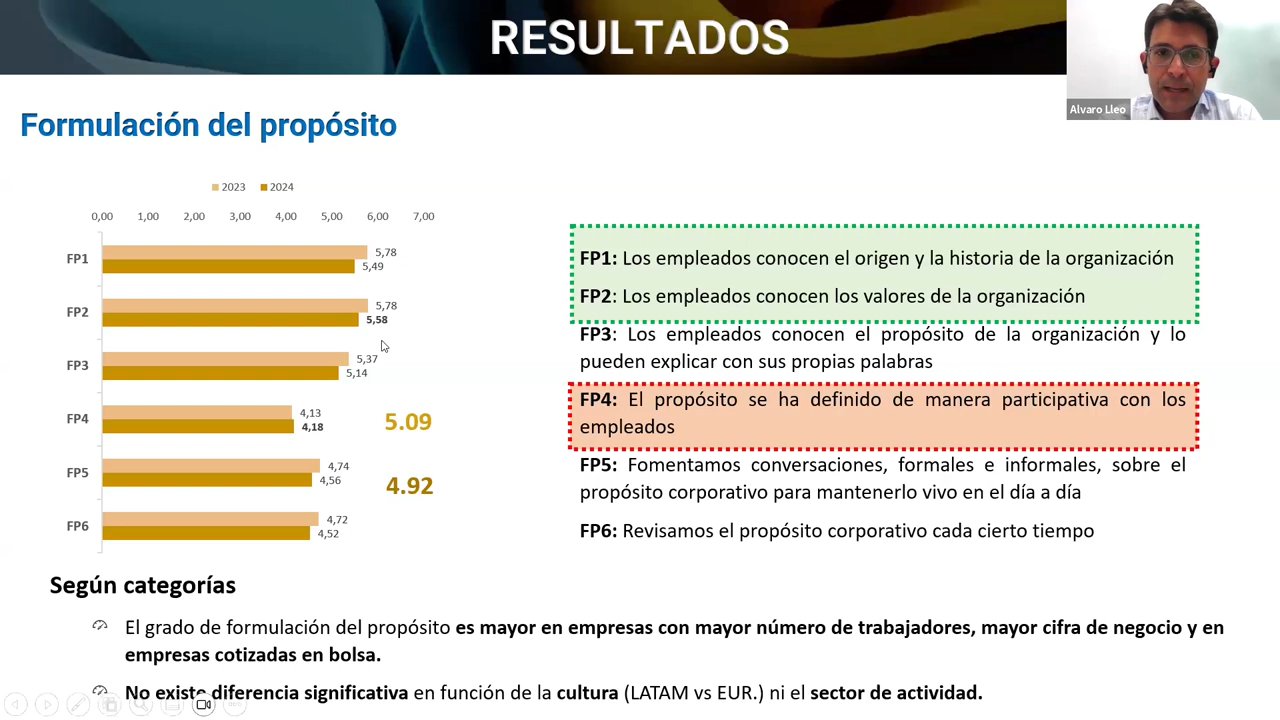 RESULTADOS
Alvaro Lleo
Formulación del propósito
2023 2024
0,00 1,00 2,00 3,00 4,00 5,00 6,00 7,00
FP1 5,78
5,49
FP2 5,78
5,58
FP3 5,37
5,14
FP4 4,13
4,18
5.09
FP5 4,74
4,56
4.92
FP6 4,72
4,52
FP1: Los empleados conocen el origen y la historia de la organización
FP2: Los empleados conocen los valores de la organización
FP3: Los empleados conocen el propósito de la organización y lo
pueden explicar con sus propias palabras
FP4: El propósito se ha definido de manera participativa con los
empleados
FP5: Fomentamos conversaciones, formales e informales, sobre el
propósito corporativo para mantenerlo vivo en el día a día
FP6: Revisamos el propósito corporativo cada cierto tiempo
Según categorías
El grado de formulación del propósito es mayor en empresas con mayor número de trabajadores, mayor cifra de negocio y en
empresas cotizadas en bolsa.
No existe diferencia significativa en función de la cultura (LATAM vs EUR.) ni el sector de actividad.